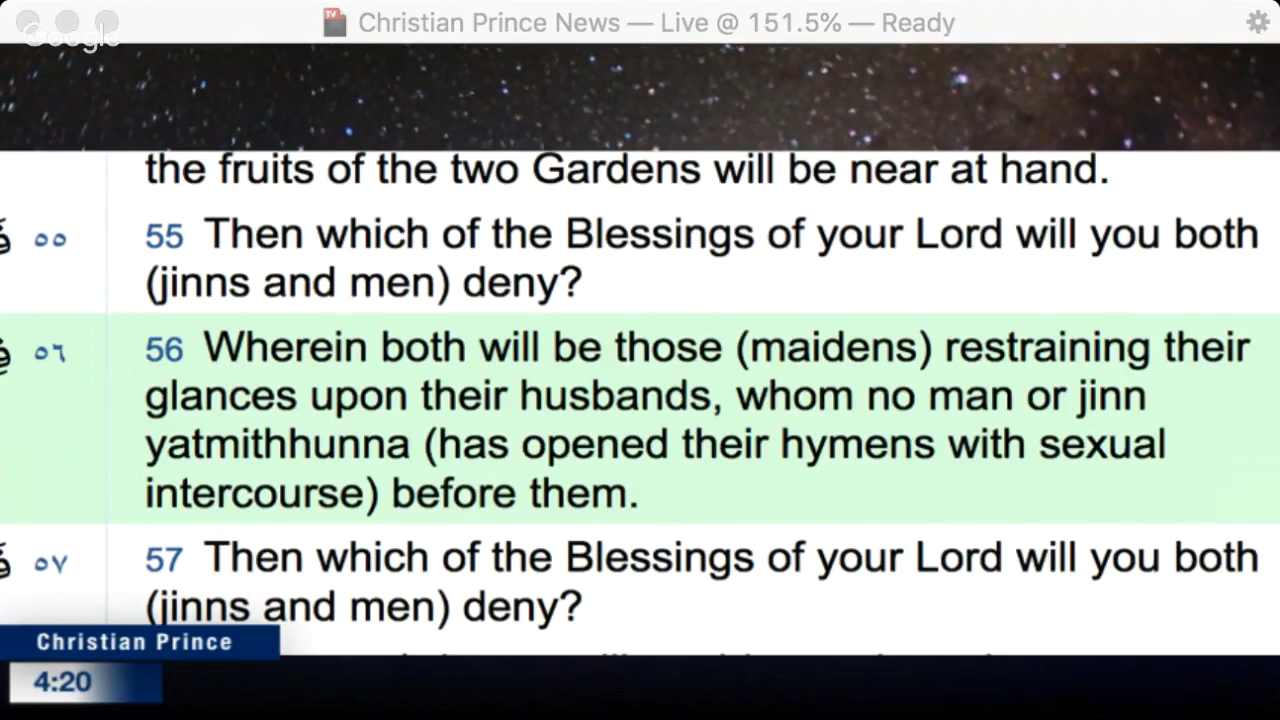 Christian Prince News — Live @ 151.5% — Ready
Google
the fruits of the two Gardens will be near at hand.
٥٥ 55 Then which of the Blessings of your Lord will you both
(jinns and men) deny?
٥٦ 56 Wherein both will be those (maidens) restraining their
glances upon their husbands, whom no man or jinn
yatmithhunna (has opened their hymens with sexual
intercourse) before them.
٥٧ 57 Then which of the Blessings of your Lord will you both
(jinns and men) deny?
Christian Prince
4:20